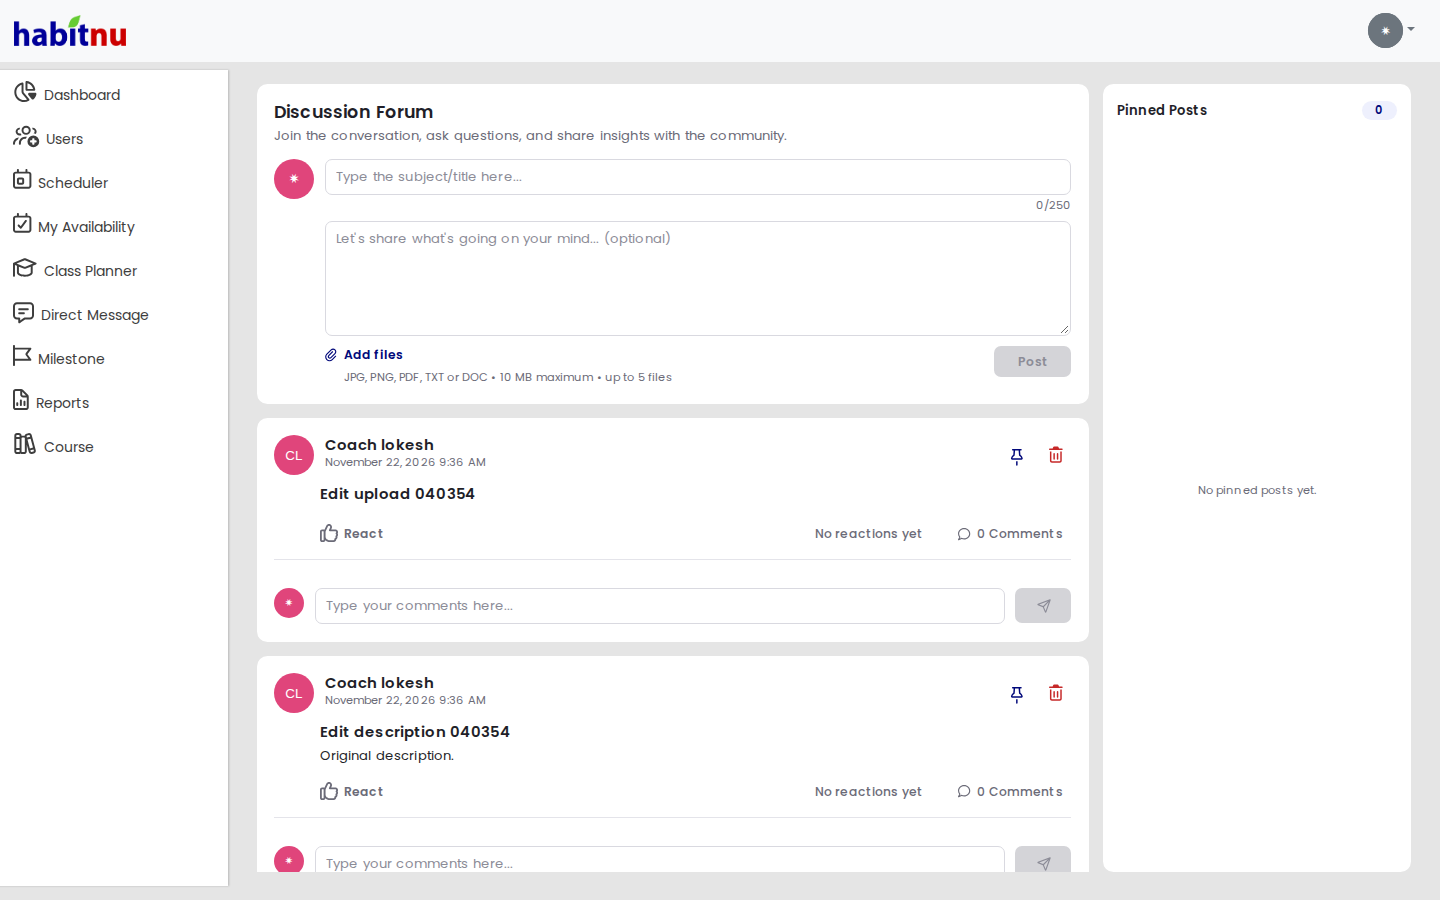 habitnu
Dashboard
Users
Scheduler
My Availability
Class Planner
Direct Message
Milestone
Reports
Course
Discussion Forum
Join the conversation, ask questions, and share insights with the community.
Type the subject/title here...
0/250
Let's share what's going on your mind... (optional)
Add files
Post
JPG, PNG, PDF, TXT or DOC • 10 MB maximum • up to 5 files
CL
Coach lokesh
November 22, 2026 9:36 AM
Edit upload 040354
React
No reactions yet
0 Comments
Type your comments here...
CL
Coach lokesh
November 22, 2026 9:36 AM
Edit description 040354
Original description.
React
No reactions yet
0 Comments
Type your comments here...
Pinned Posts
0
No pinned posts yet.